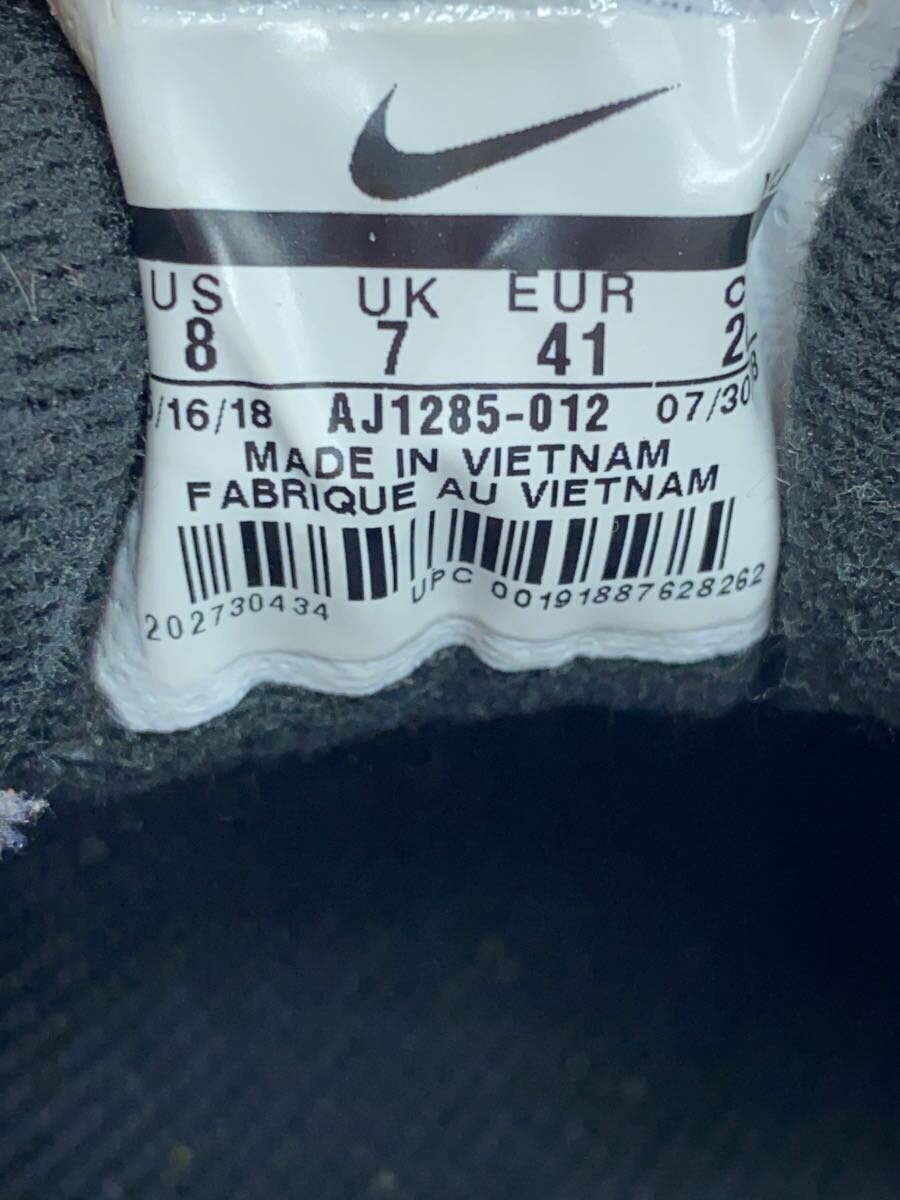 US UK EUR
8 7 41 2
/16/18 AJ1285-012 07/30
MADE IN VIETNAM
FABRIQUE AU VIETNAM
202730434 UPC 00191887628262